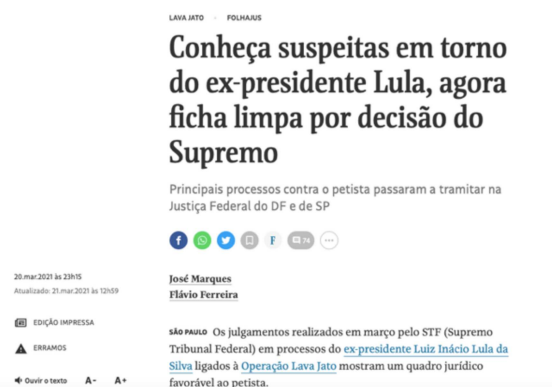 LAVA JATO · FOLHAJUS
Conheça suspeitas em torno
do ex-presidente Lula, agora
ficha limpa por decisão do
Supremo
Principais processos contra o petista passaram a tramitar na
Justiça Federal do DF e de SP
F
74
20.mar.2021 às 23h15
Atualizado: 21.mar.2021 às 12h59
EDIÇÃO IMPRESSA
ERRAMOS
Ouvir o texto A- A+
José Marques
Flávio Ferreira
SÃO PAULO Os julgamentos realizados em março pelo STF (Supremo
Tribunal Federal) em processos do ex-presidente Luiz Inácio Lula da
Silva ligados à Operação Lava Jato mostram um quadro jurídico
favorável ao petista.